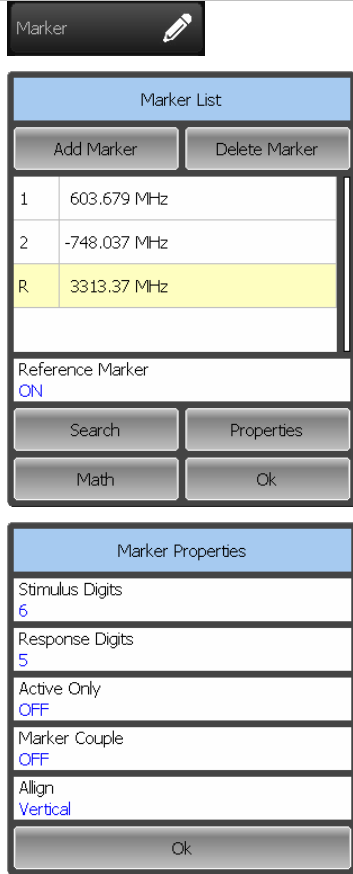 Marker
Marker List
Add Marker Delete Marker
1 603.679 MHz
2 -748.037 MHz
R 3313.37 MHz
Reference Marker
ON
Search Properties
Math Ok
Marker Properties
Stimulus Digits
6
Response Digits
5
Active Only
OFF
Marker Couple
OFF
Allign
Vertical
Ok